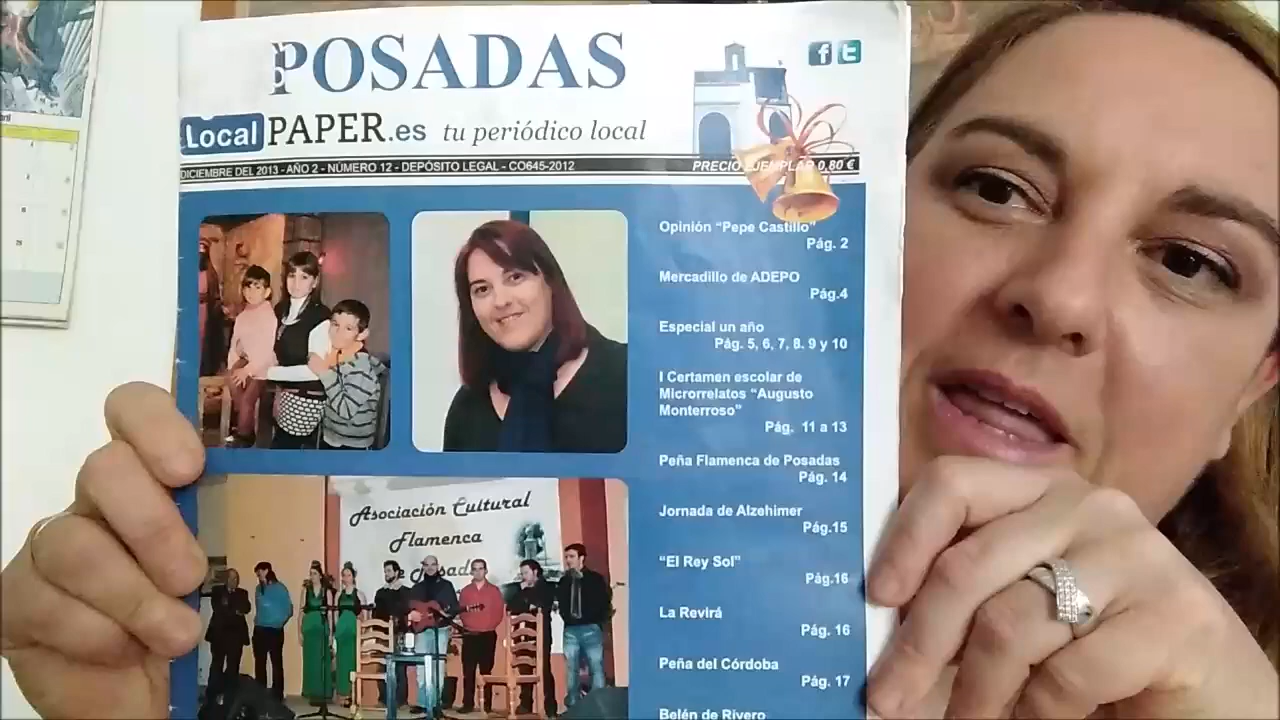 POSADAS
LocalPAPER.es tu periódico local
DICIEMBRE DEL 2013 - AÑO 2 - NÚMERO 12 - DEPÓSITO LEGAL - CO645-2012
PRECIO EJEMPLAR 0,80 €
Opinión “Pepe Castillo”
Pág. 2
Mercadillo de ADEPO
Pág.4
Especial un año
Pág. 5, 6, 7, 8. 9 y 10
I Certamen escolar de
Microrrelatos “Augusto
Monterroso”
Pág. 11 a 13
Peña Flamenca de Posadas
Pág. 14
Jornada de Alzehimer
Pág.15
“El Rey Sol”
Pág.16
La Revirá
Pág. 16
Peña del Córdoba
Pág. 17
Belén de Rivero
Asociación Cultural
Flamenca